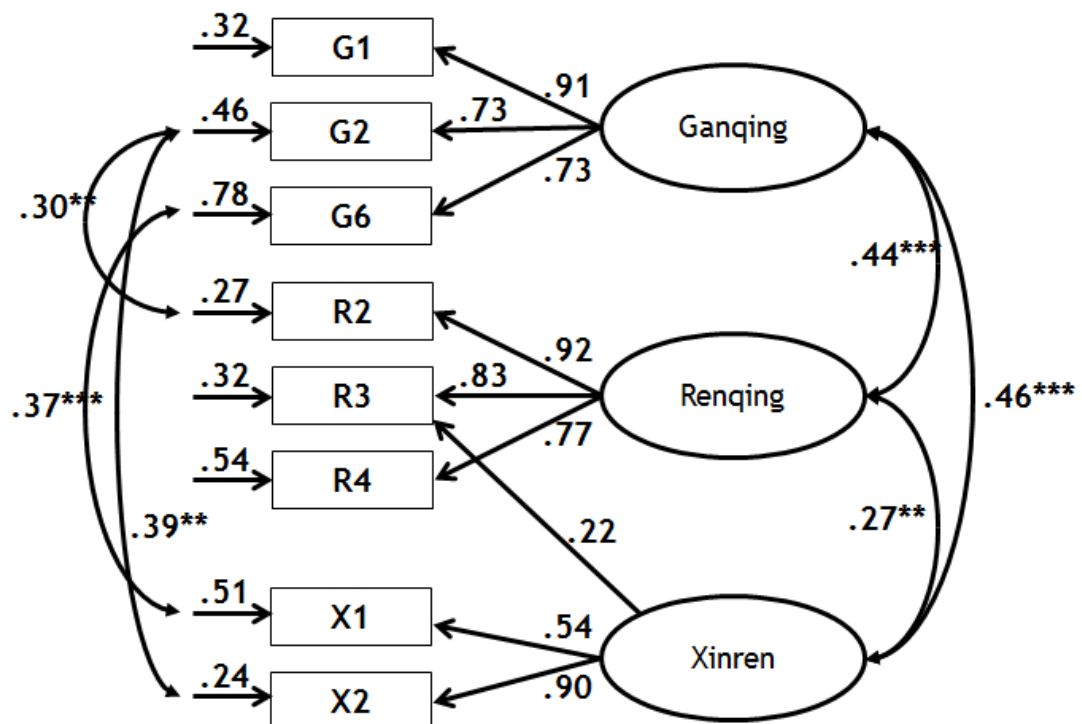 .32
G1
.91
.46
G2
.73
Ganqing
.78
G6
.73
.30**
.44***
.27
R2
.92
.32
R3
.83
Renqing
.37***
.46***
.54
R4
.77
.39**
.22
.27**
.51
X1
.54
Xinren
.24
X2
.90